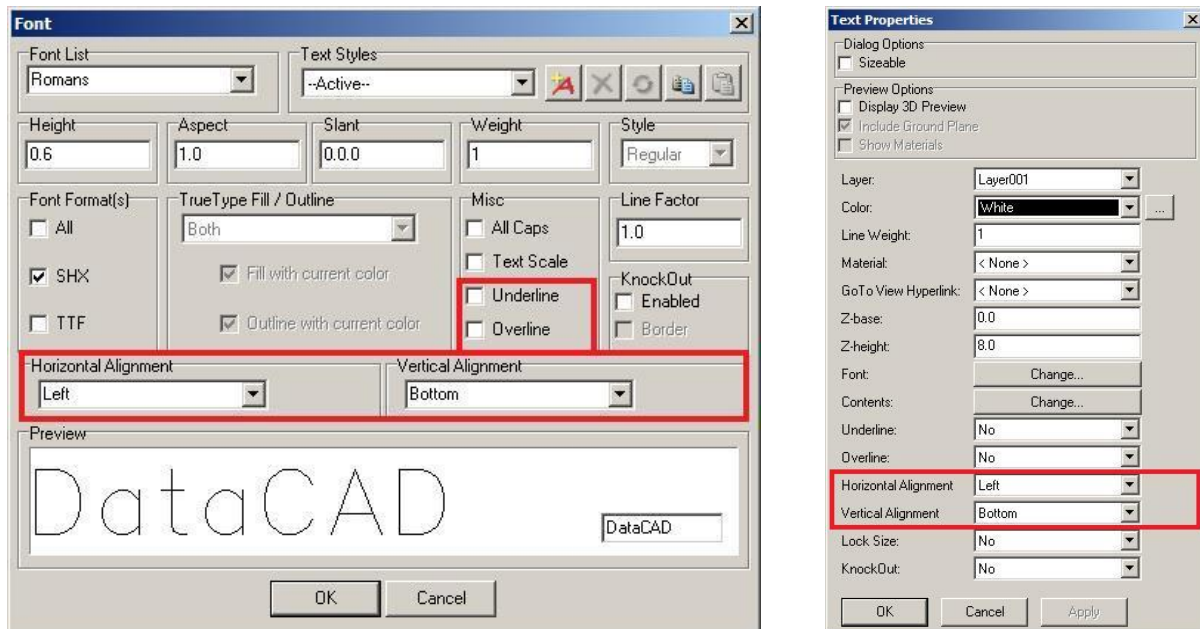 Font
Font List
Text Styles
Romans
--Active--
Height
Aspect
Slant
Weight
Style
0.6
1.0
0.0.0
1
Regular
Font Format(s)
TrueType Fill / Outline
Misc
Line Factor
All
Both
All Caps
1.0
Text Scale
SHX
Fill with current color
KnockOut
Underline
Enabled
TTF
Outline with current color
Overline
Border
Horizontal Alignment
Vertical Alignment
Left
Bottom
Preview
DataCAD
DataCAD
OK
Cancel
Text Properties
Dialog Options
Sizeable
Preview Options
Display 3D Preview
Include Ground Plane
Show Materials
Layer: Layer001
Color: White ...
Line Weight: 1
Material: < None >
GoTo View Hyperlink: < None >
Z-base: 0.0
Z-height: 8.0
Font: Change...
Contents: Change...
Underline: No
Overline: No
Horizontal Alignment Left
Vertical Alignment Bottom
Lock Size: No
KnockOut: No
OK Cancel Apply